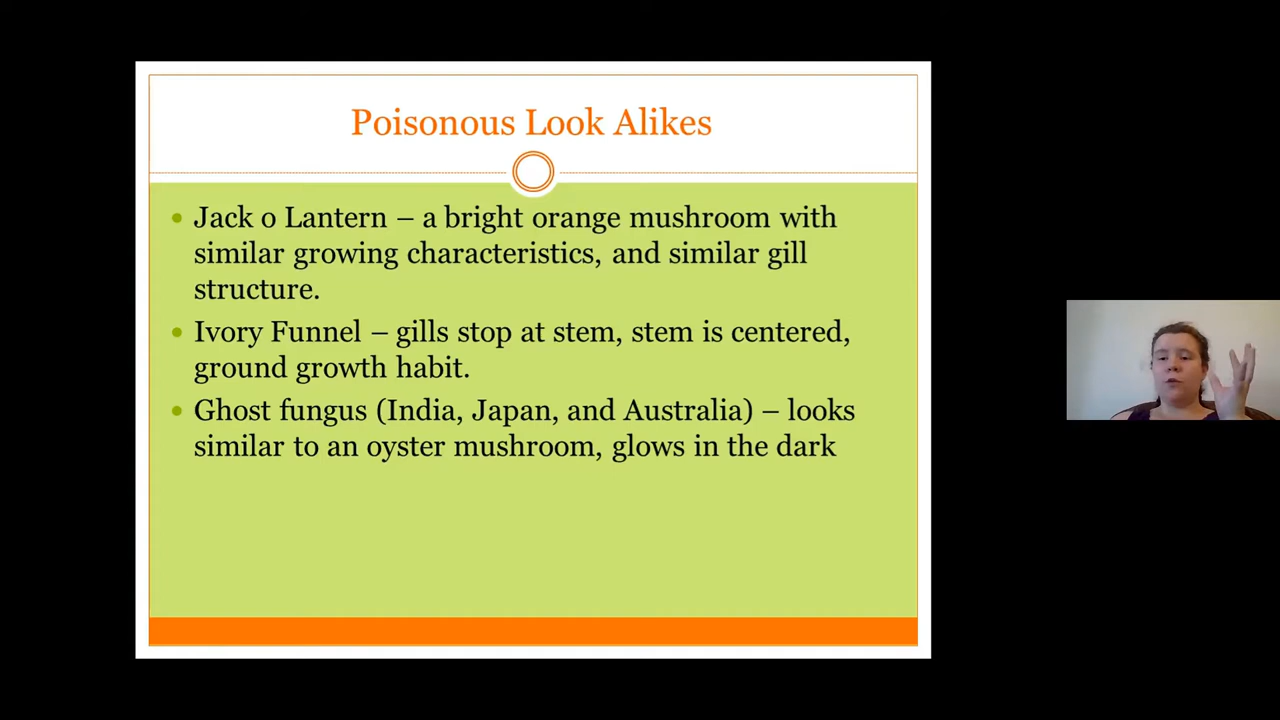 Poisonous Look Alikes
• Jack o Lantern – a bright orange mushroom with
similar growing characteristics, and similar gill
structure.
• Ivory Funnel – gills stop at stem, stem is centered,
ground growth habit.
• Ghost fungus (India, Japan, and Australia) – looks
similar to an oyster mushroom, glows in the dark